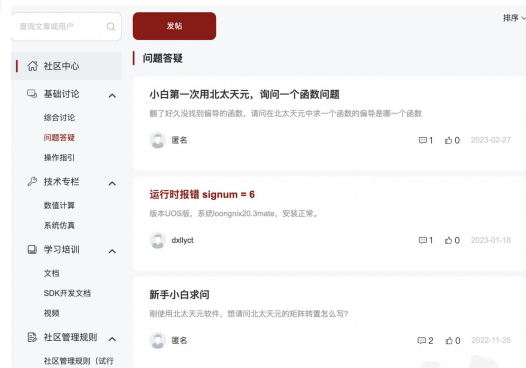 查询文章或用户
发帖
排序
社区中心
基础讨论
综合讨论
问题答疑
操作指引
技术专栏
数值计算
系统仿真
学习培训
文档
SDK开发文档
视频
社区管理规则
社区管理规则（试行
问题答疑
小白第一次用北太天元，询问一个函数问题
翻了好久没找到偏导的函数，请问在北太天元中求一个函数的偏导是哪一个函数
匿名
1 0 2023-02-27
运行时报错 signum = 6
版本UOS版，系统loongnix20.3mate，安装正常。
dxllyct
1 0 2023-01-18
新手小白求问
刚使用北太天元软件，想请问北太天元的矩阵转置怎么写?
匿名
2 0 2022-11-25